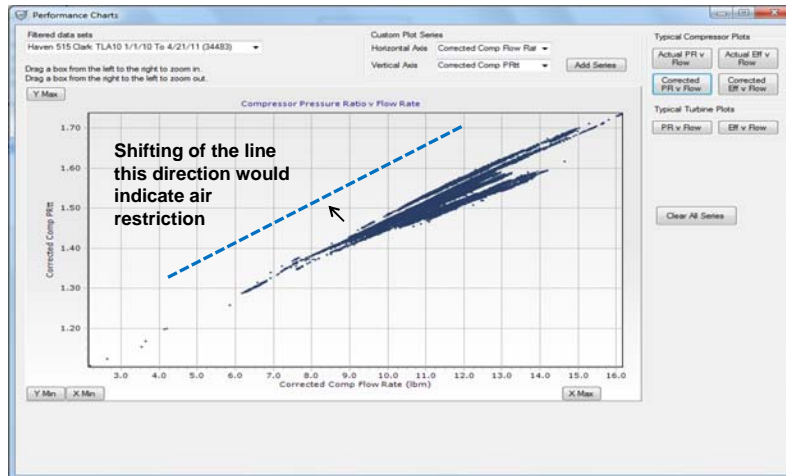 Performance Charts
Filtered data sets
Haven 515 Clark TLA10 1/1/10 To 4/21/11 (34483)
Drag a box from the left to the right to zoom in.
Drag a box from the right to the left to zoom out.
Custom Plot Series
Horizontal Axis Corrected Comp Flow Rat
Vertical Axis Corrected Comp PRtt
Add Series
Typical Compressor Plots
Actual PR v Flow
Actual Eff v Flow
Corrected PR v Flow
Corrected Eff v Flow
Typical Turbine Plots
PR v Flow
Eff v Flow
Clear All Series
Y Max
Compressor Pressure Ratio v Flow Rate
Shifting of the line
this direction would
indicate air
restriction
Corrected Comp PRtt
1.70
1.60
1.50
1.40
1.30
1.20
3.0 4.0 5.0 6.0 7.0 8.0 9.0 10.0 11.0 12.0 13.0 14.0 15.0 16.0
Corrected Comp Flow Rate (lbm)
Y Min X Min X Max